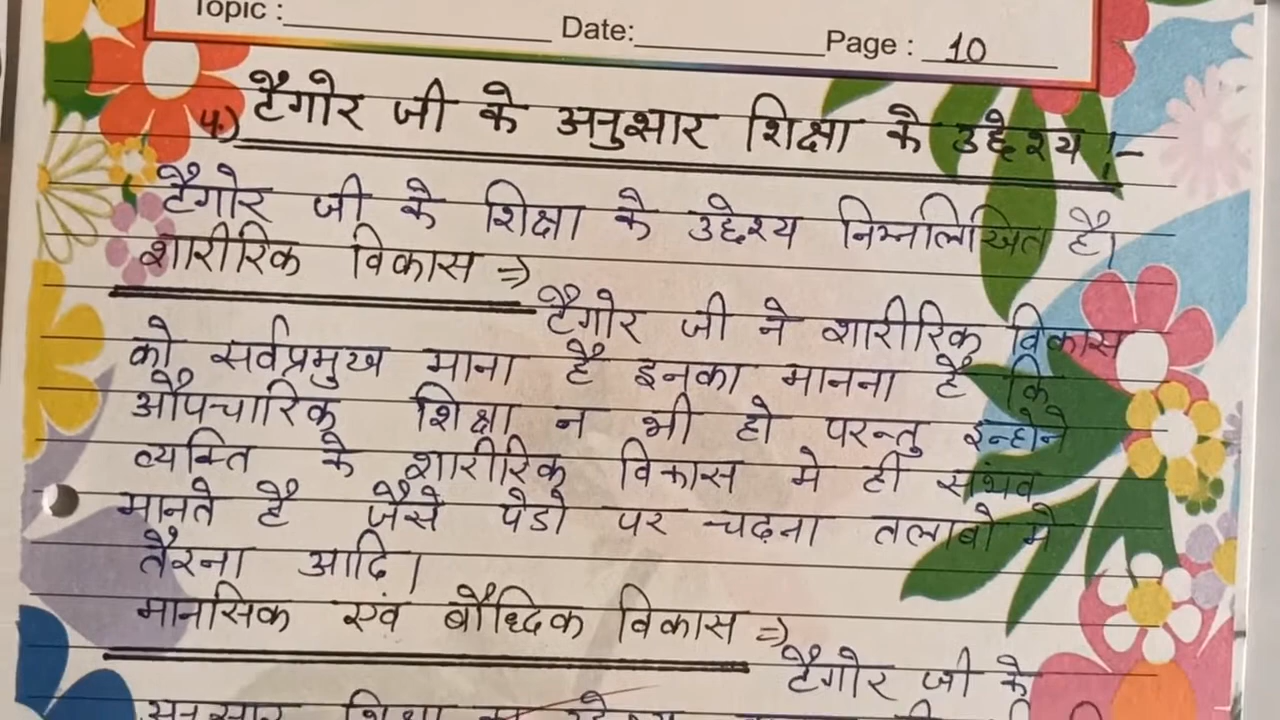 Topic : Date: Page : 10
4.) टैगोर जी के अनुसार शिक्षा के उद्देश्य :-
टैगोर जी के शिक्षा के उद्देश्य निम्नलिखित है।
शारीरिक विकास ⇒
टैगोर जी ने शारीरिक विकास
को सर्वप्रमुख माना है इनका मानना है कि
औपचारिक शिक्षा न भी हो परन्तु इन्होने
व्यक्ति के शारीरिक विकास मे ही संभव
मानते है जैसे पेडो पर चढ़ना तलाबो मे
तैरना आदि।
मानसिक एवं बौध्दिक विकास ⇒
टैगोर जी के
अनुसार शिक्षा